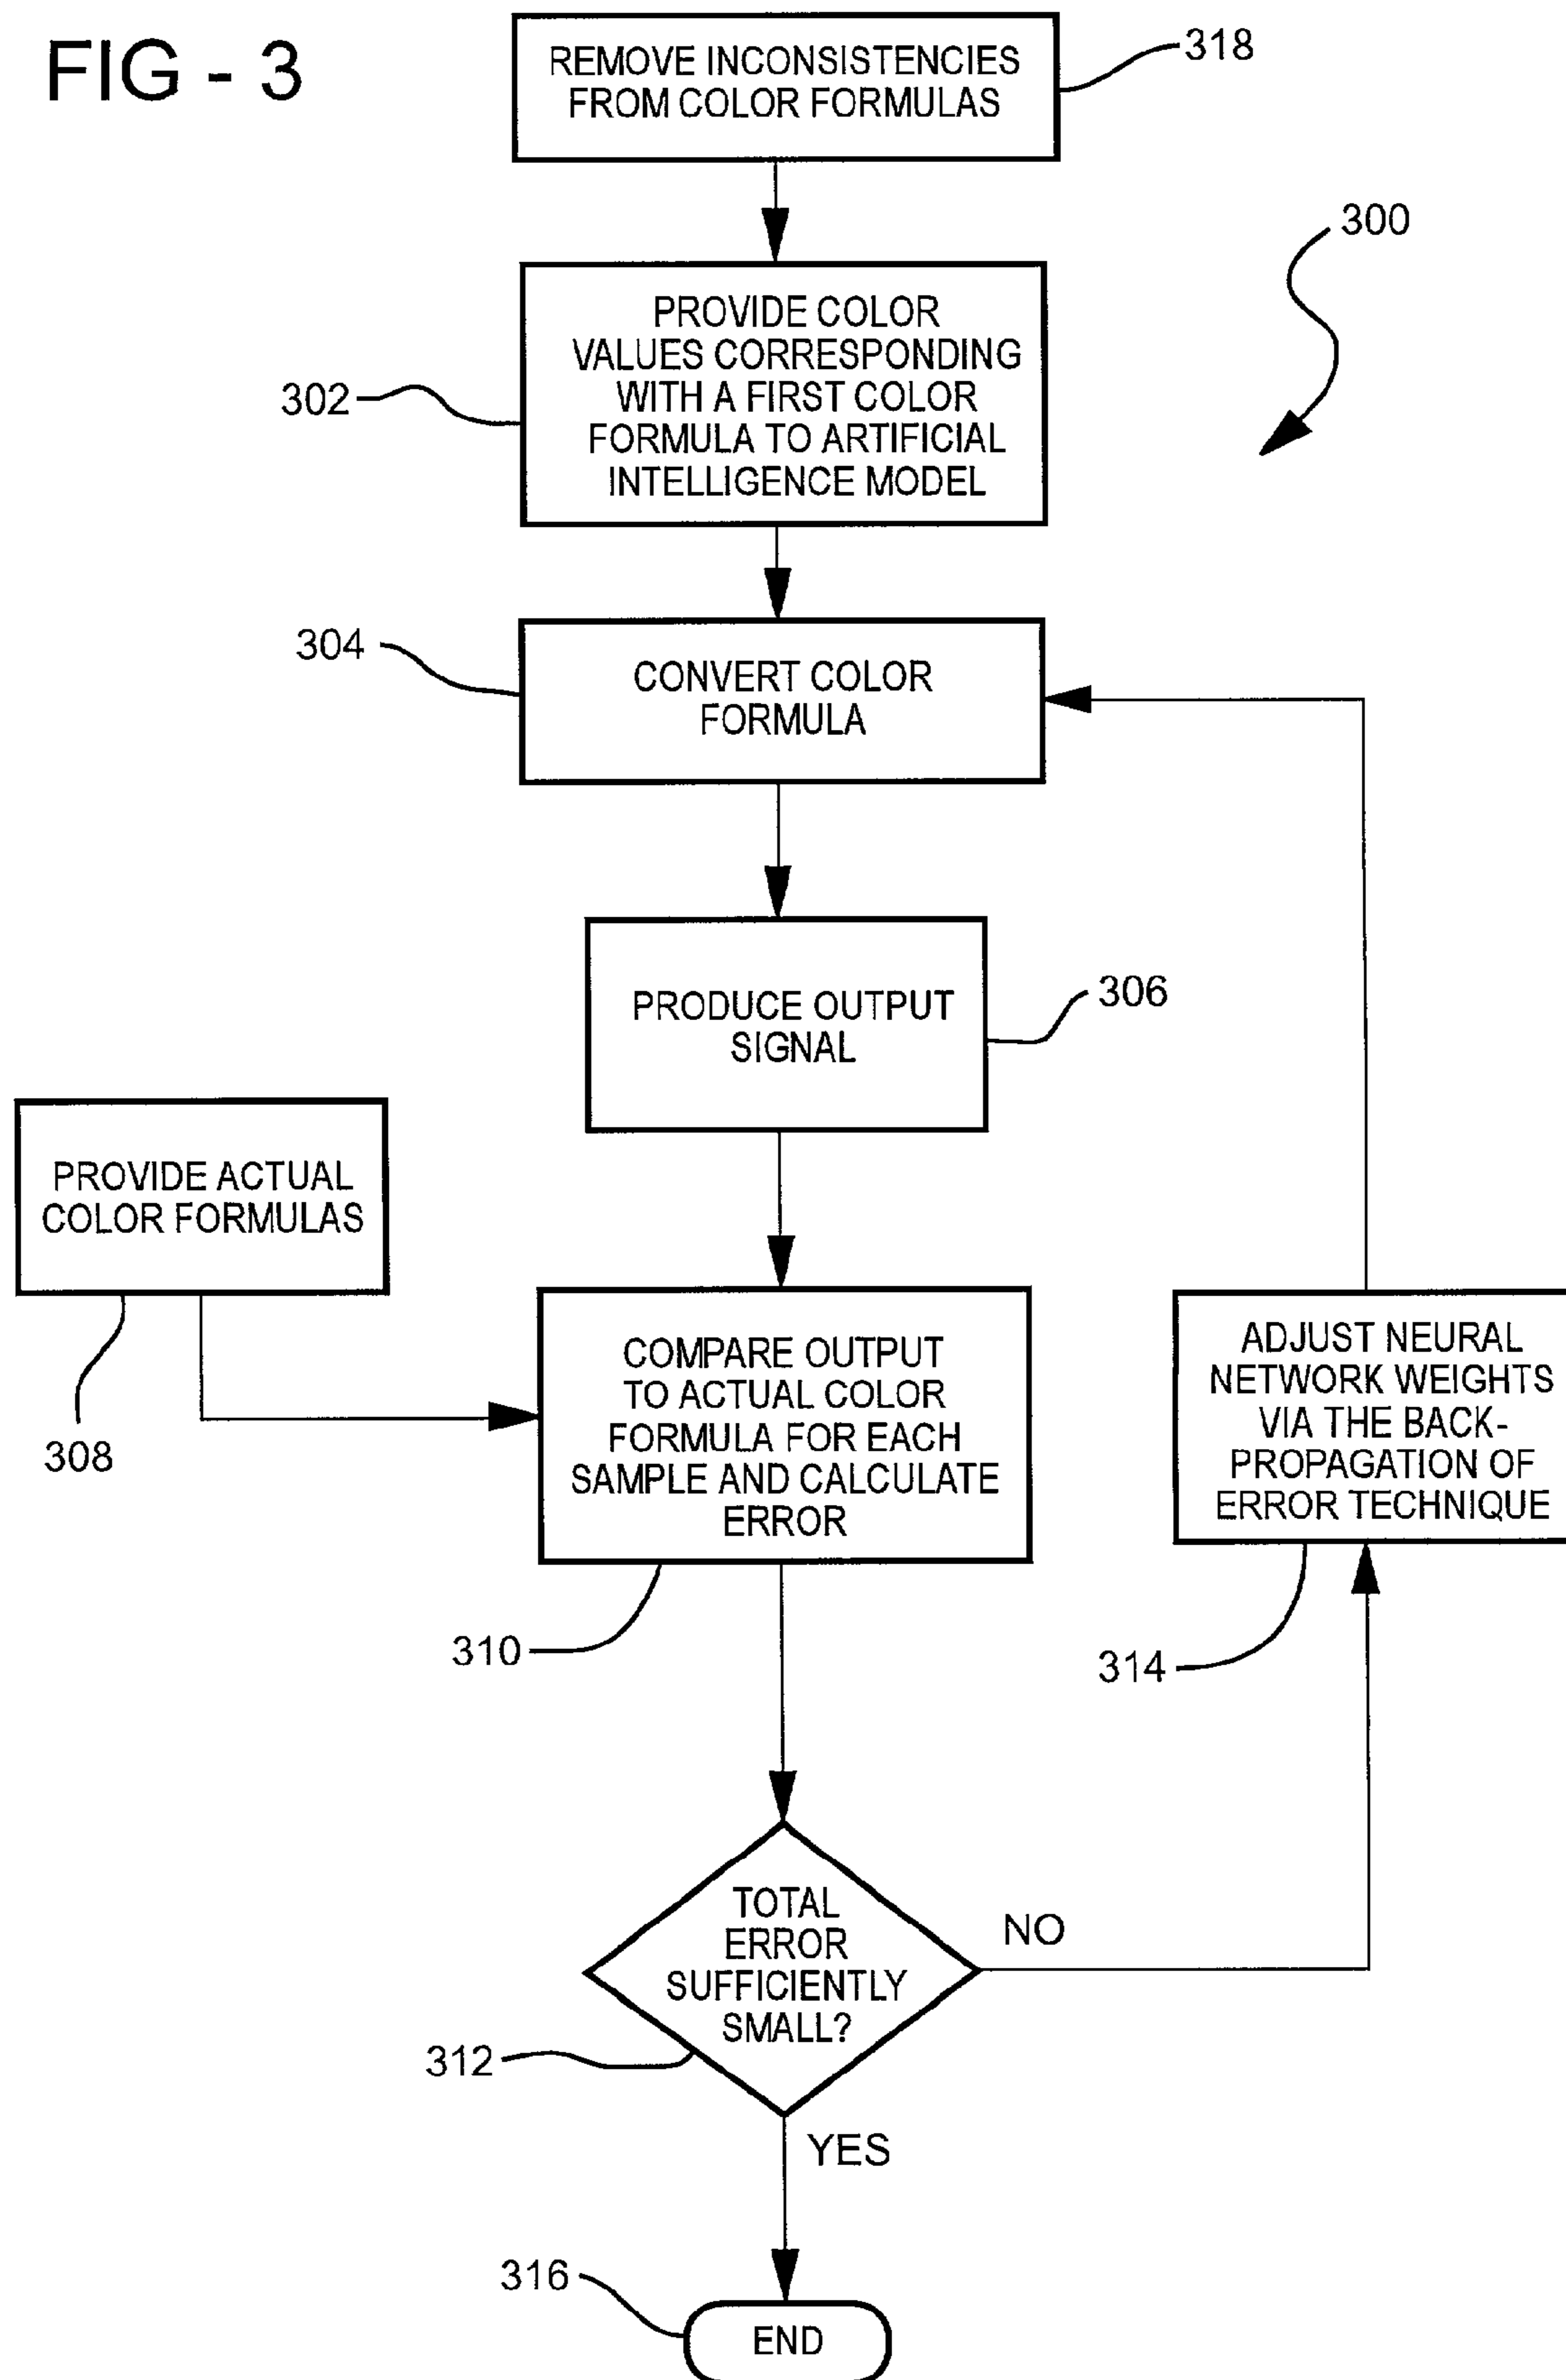 FIG - 3
REMOVE INCONSISTENCIES
FROM COLOR FORMULAS
318
300
PROVIDE COLOR
VALUES CORRESPONDING
WITH A FIRST COLOR
FORMULA TO ARTIFICIAL
INTELLIGENCE MODEL
302
304
CONVERT COLOR
FORMULA
PRODUCE OUTPUT
SIGNAL
306
PROVIDE ACTUAL
COLOR FORMULAS
308
COMPARE OUTPUT
TO ACTUAL COLOR
FORMULA FOR EACH
SAMPLE AND CALCULATE
ERROR
310
ADJUST NEURAL
NETWORK WEIGHTS
VIA THE BACK-
PROPAGATION OF
ERROR TECHNIQUE
314
TOTAL
ERROR
SUFFICIENTLY
SMALL?
NO
312
YES
316
END